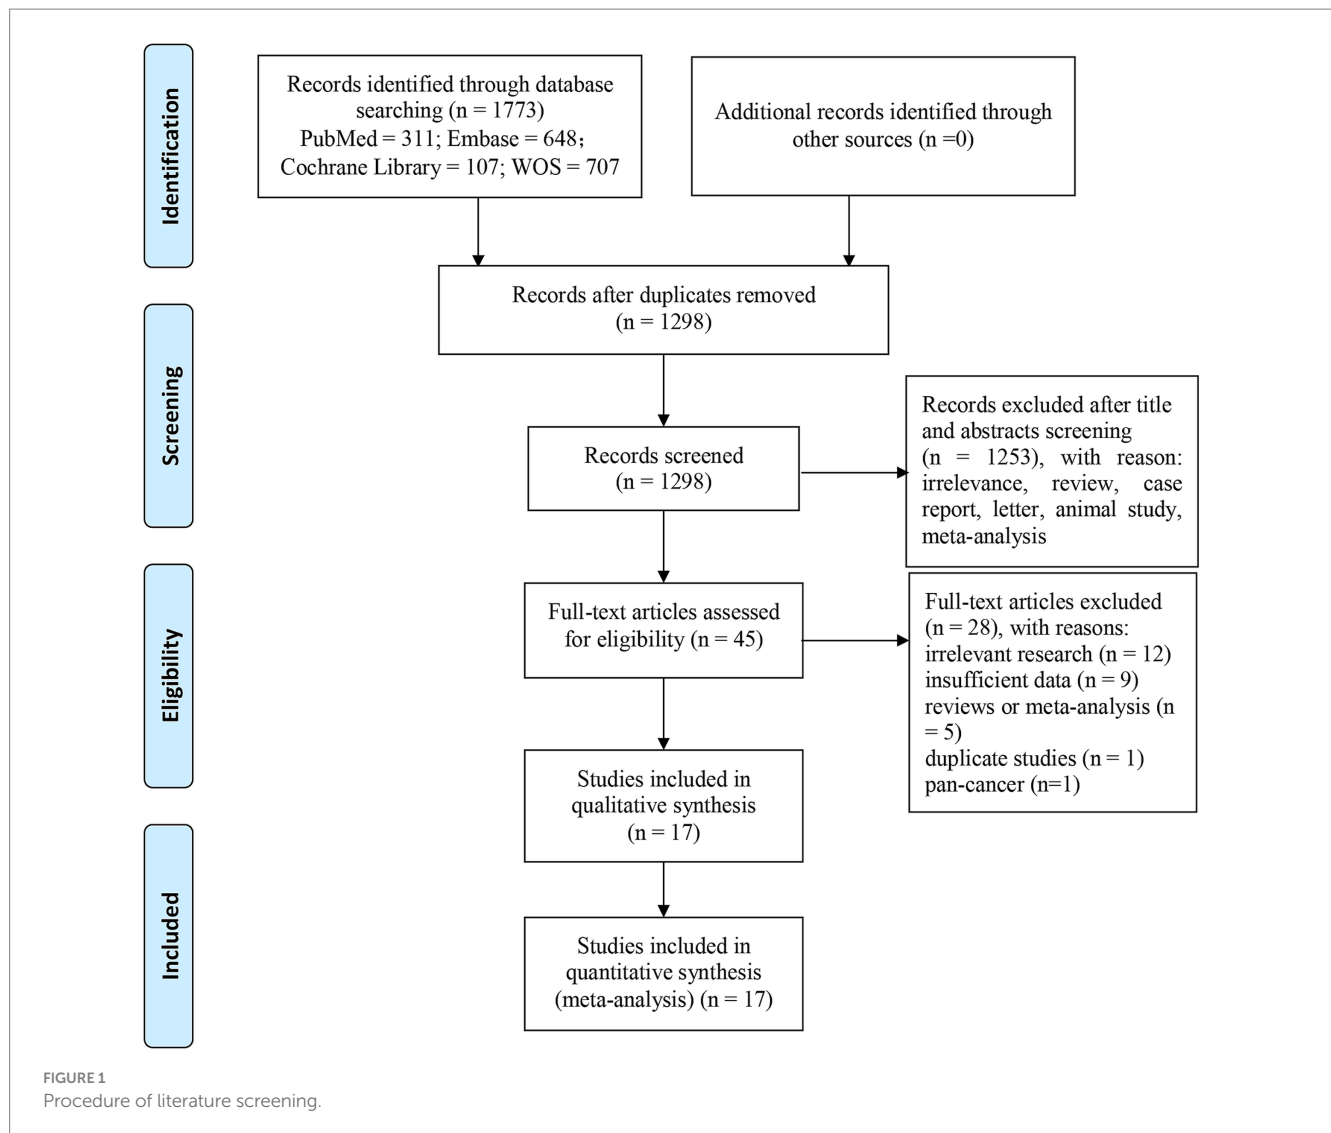 Identification
Records identified through database
searching (n = 1773)
PubMed = 311; Embase = 648；
Cochrane Library = 107; WOS = 707
Additional records identified through
other sources (n =0)
Records after duplicates removed
(n = 1298)
Screening
Records screened
(n = 1298)
Records excluded after title
and abstracts screening
(n = 1253), with reason:
irrelevance, review, case
report, letter, animal study,
meta-analysis
Eligibility
Full-text articles assessed
for eligibility (n = 45)
Full-text articles excluded
(n = 28), with reasons:
irrelevant research (n = 12)
insufficient data (n = 9)
reviews or meta-analysis (n
= 5)
duplicate studies (n = 1)
pan-cancer (n=1)
Studies included in
qualitative synthesis
(n = 17)
Included
Studies included in
quantitative synthesis
(meta-analysis) (n = 17)
FIGURE 1
Procedure of literature screening.